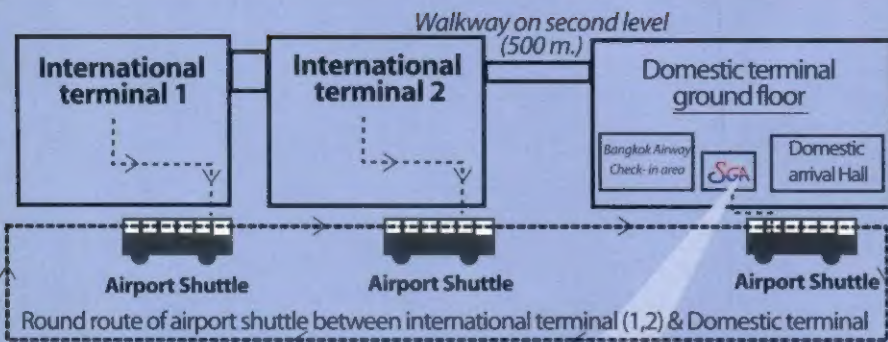 Walkway on second level
(500 m.)
International
terminal 1
International
terminal 2
Domestic terminal
ground floor
Bangkok Airway
Check- in area
SGA
Domestic
arrival Hall
Airport Shuttle
Airport Shuttle
Airport Shuttle
Round route of airport shuttle between international terminal (1,2) & Domestic terminal